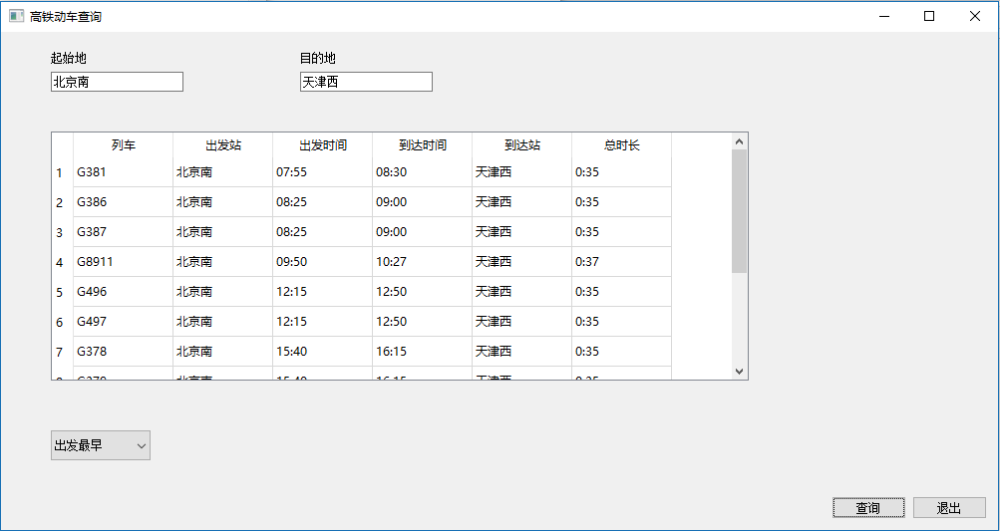 高铁动车查询
起始地 目的地
北京南 天津西
列车 出发站 出发时间 到达时间 到达站 总时长
1 G381 北京南 07:55 08:30 天津西 0:35
2 G386 北京南 08:25 09:00 天津西 0:35
3 G387 北京南 08:25 09:00 天津西 0:35
4 G8911 北京南 09:50 10:27 天津西 0:37
5 G496 北京南 12:15 12:50 天津西 0:35
6 G497 北京南 12:15 12:50 天津西 0:35
7 G378 北京南 15:40 16:15 天津西 0:35
出发最早
查询 退出